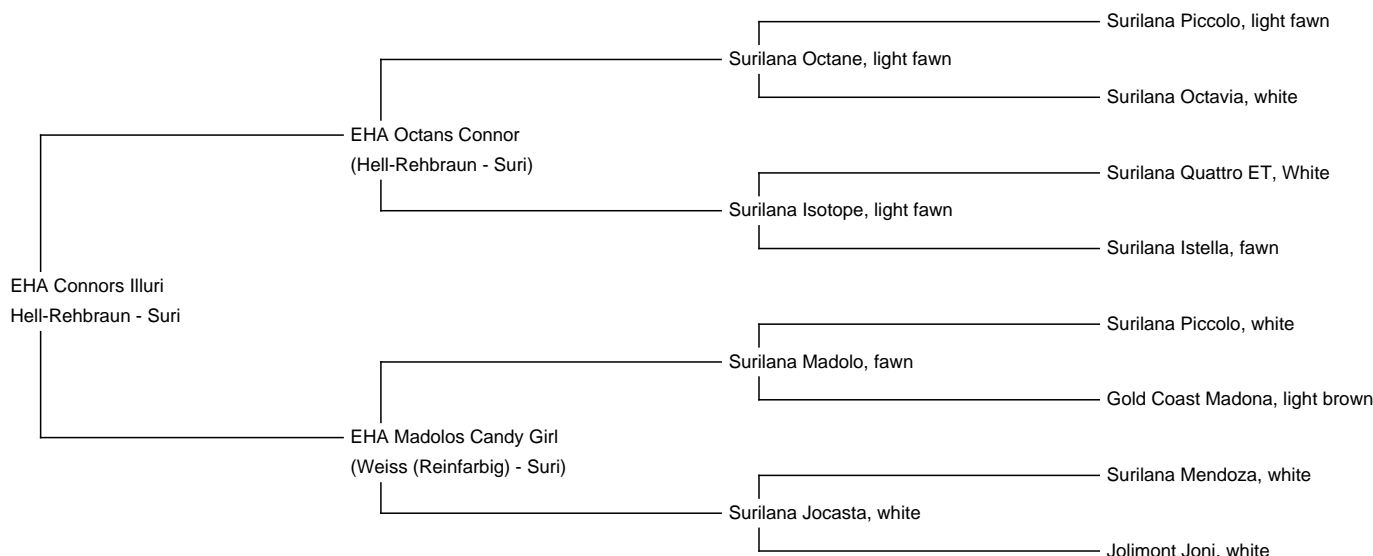 Surilana Piccolo, light fawn
Surilana Octane, light fawn
Surilana Octavia, white
EHA Octans Connor
(Hell-Rehbraun - Suri)
Surilana Quattro ET, White
Surilana Isotope, light fawn
Surilana Istella, fawn
EHA Connors Illuri
Hell-Rehbraun - Suri
Surilana Piccolo, white
Surilana Madolo, fawn
Gold Coast Madona, light brown
EHA Madolos Candy Girl
(Weiss (Reinfarbig) - Suri)
Surilana Mendoza, white
Surilana Jocasta, white
Jolimont Joni, white